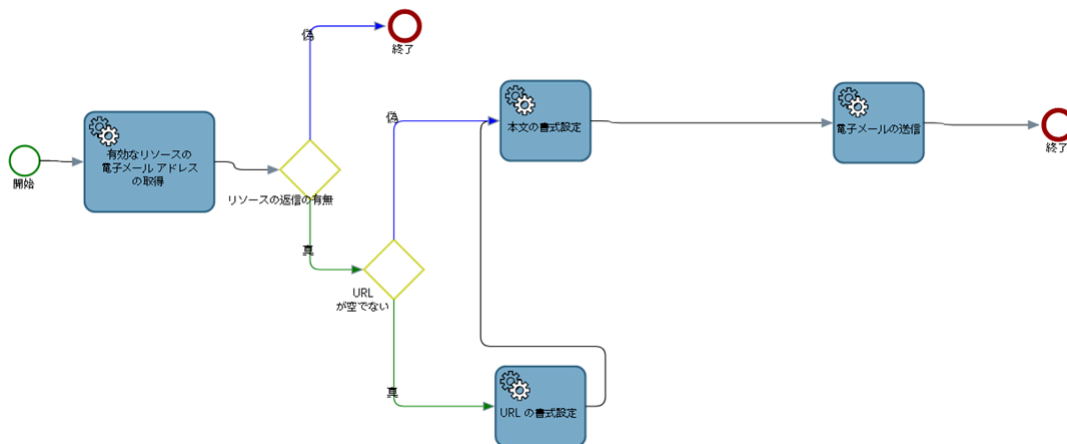 偽
終了
開始
有効なリソースの
電子メール アドレス
の取得
リソースの返信の有無
真
偽
URL
が空でない
真
本文の書式設定
URL の書式設定
電子メールの送信
終了